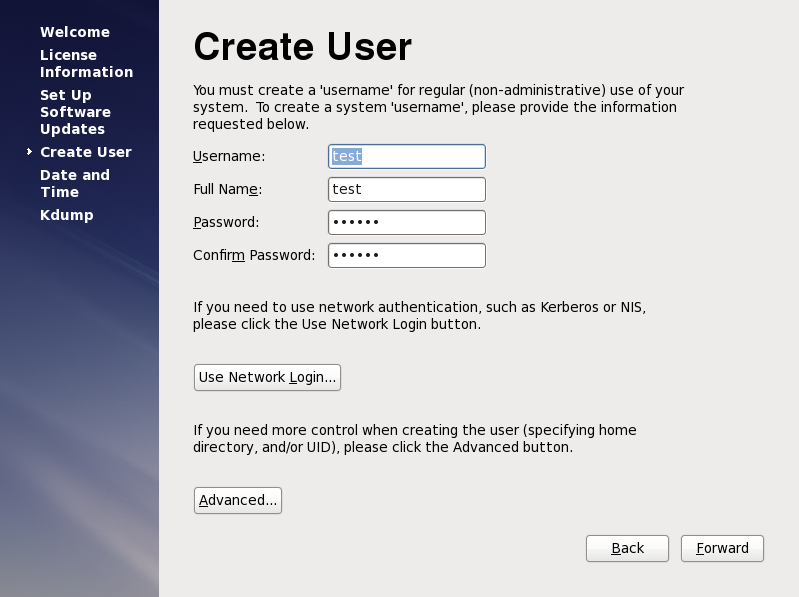 Welcome
License
Information
Set Up
Software
Updates
Create User
Date and
Time
Kdump
Create User
You must create a 'username' for regular (non-administrative) use of your
system.  To create a system 'username', please provide the information
requested below.
Username: test
Full Name: test
Password: ••••••
Confirm Password: ••••••
If you need to use network authentication, such as Kerberos or NIS,
please click the Use Network Login button.
Use Network Login...
If you need more control when creating the user (specifying home
directory, and/or UID), please click the Advanced button.
Advanced...
Back Forward